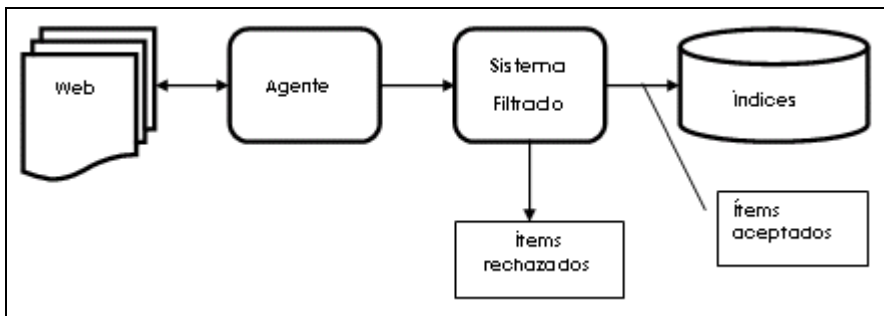 Web
Agente
Sistema
Filtrado
Índices
Ítems
rechazados
Ítems
aceptados